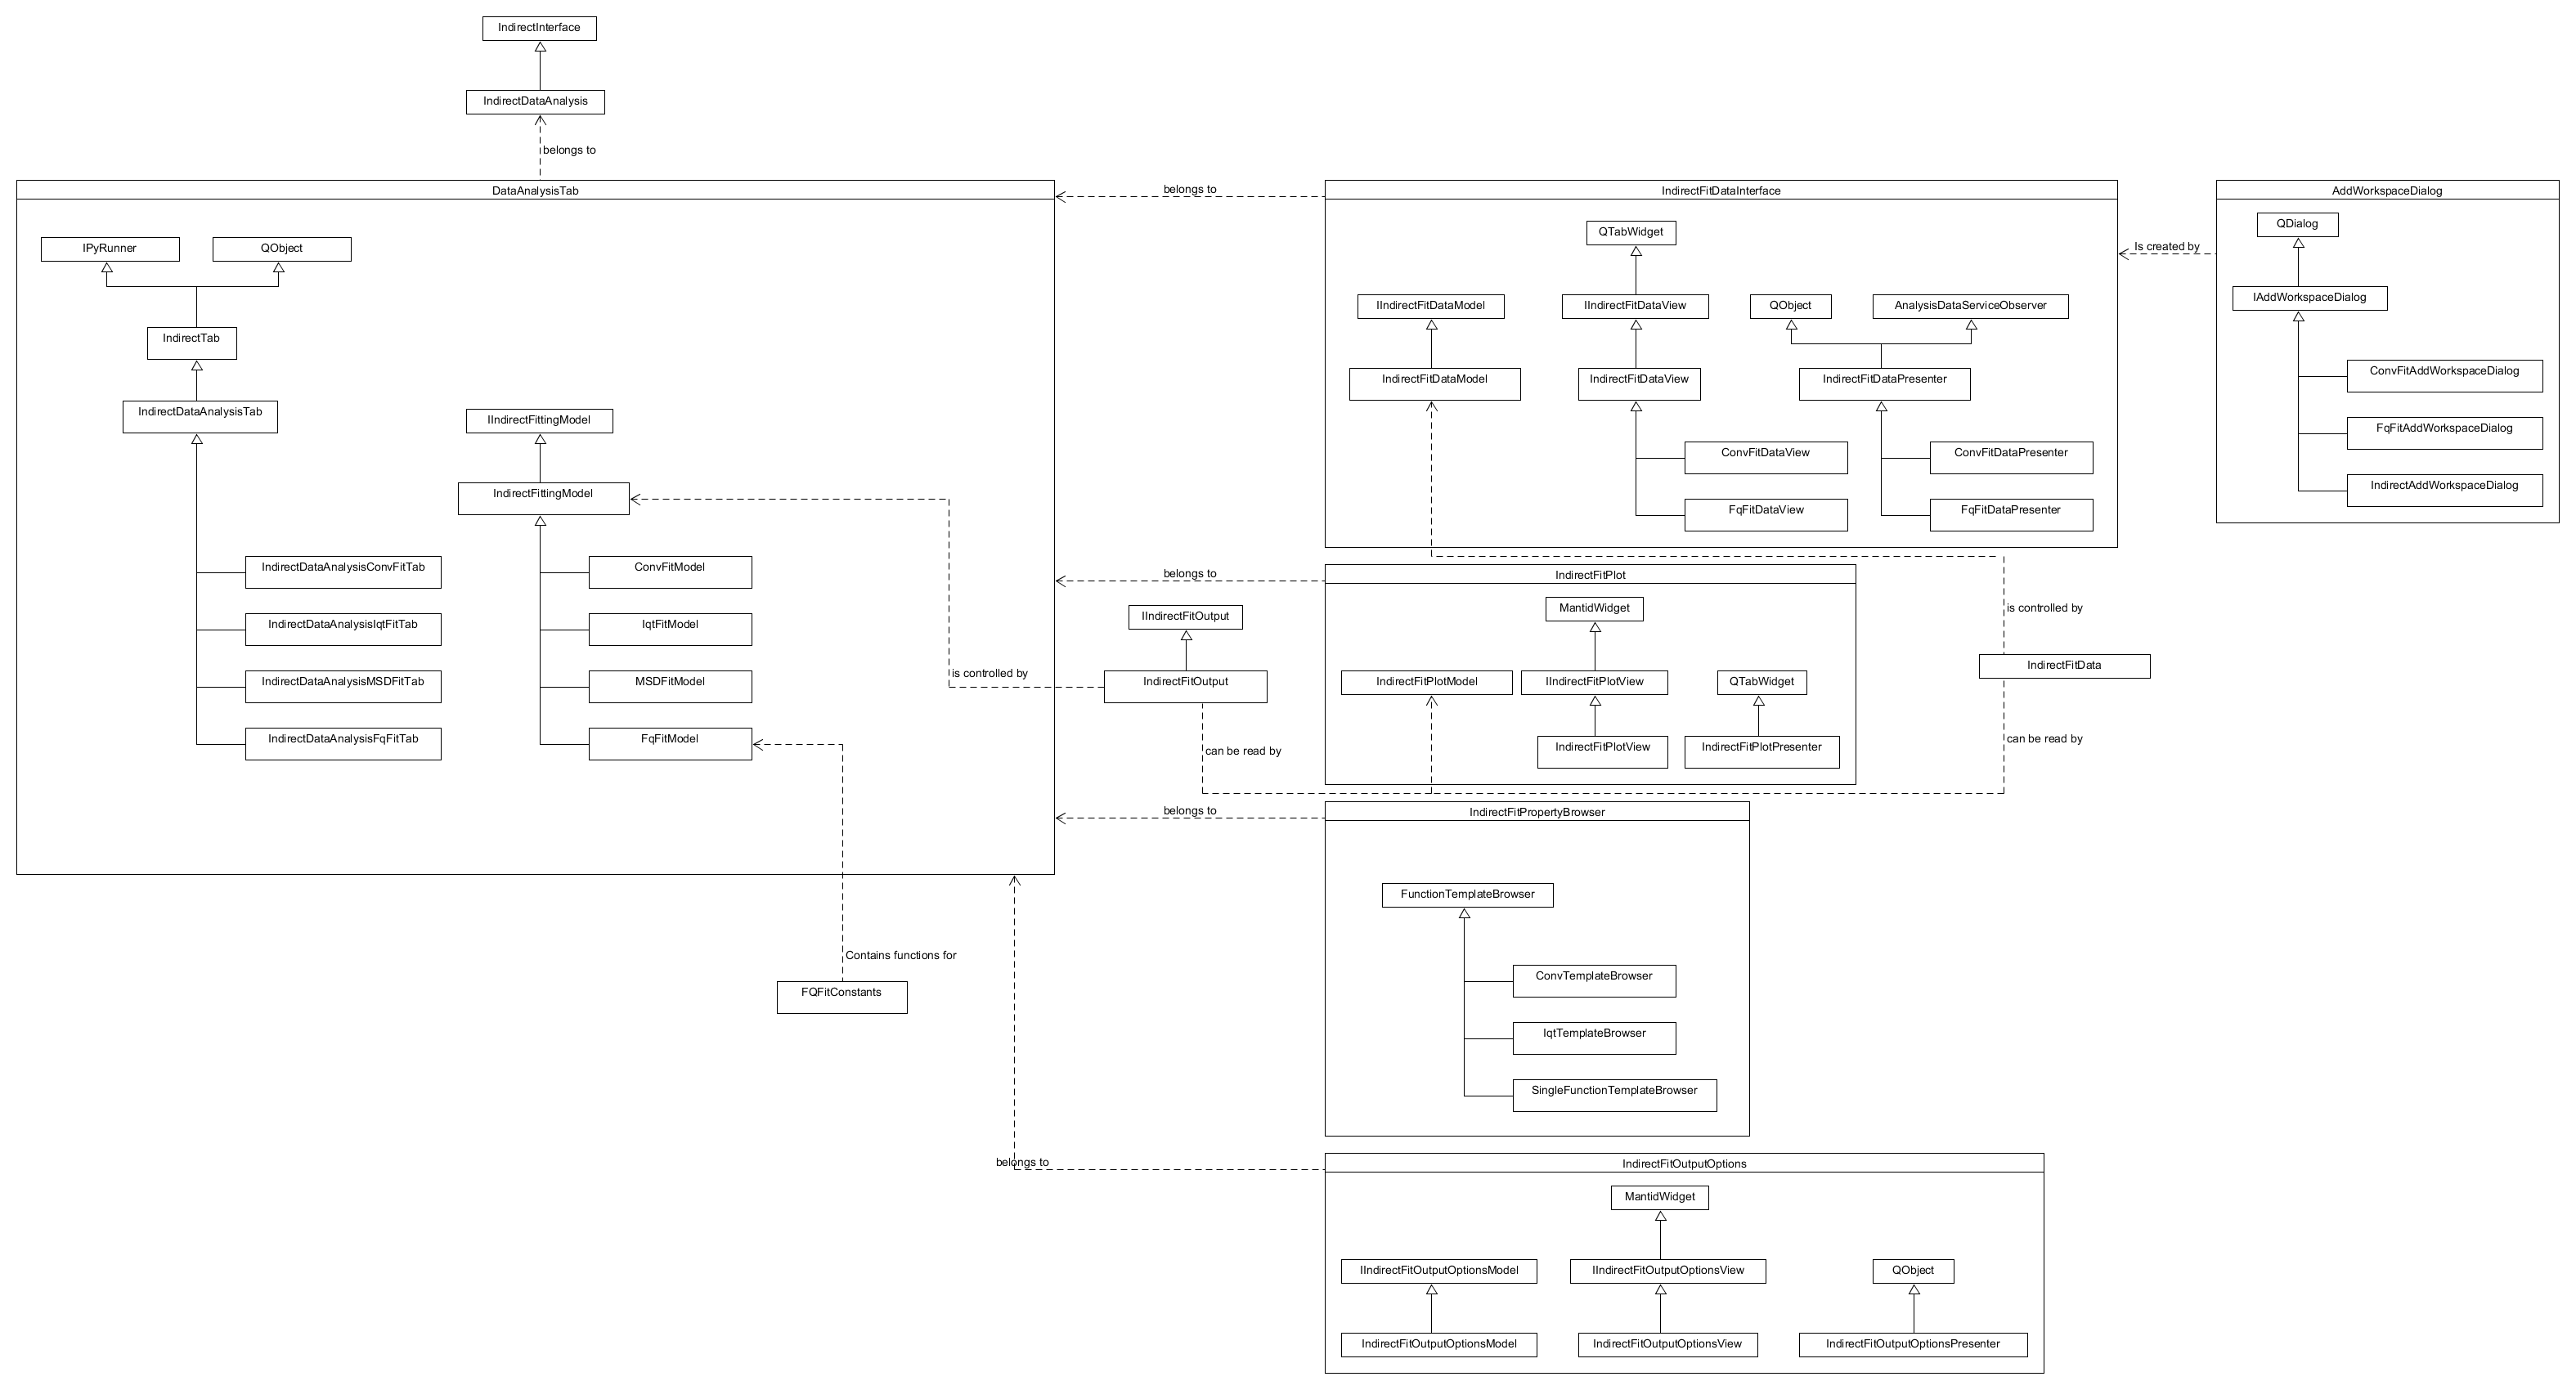 IndirectInterface
IndirectDataAnalysis
belongs to
DataAnalysisTab
IPyRunner
QObject
IndirectTab
IndirectDataAnalysisTab
IndirectDataAnalysisConvFitTab
IndirectDataAnalysisIqtFitTab
IndirectDataAnalysisMSDFitTab
IndirectDataAnalysisFqFitTab
IIndirectFittingModel
IndirectFittingModel
ConvFitModel
IqtFitModel
MSDFitModel
FqFitModel
Contains functions for
FQFitConstants
is controlled by
IIndirectFitOutput
IndirectFitOutput
can be read by
belongs to
IndirectFitDataInterface
QTabWidget
IIndirectFitDataModel
IIndirectFitDataView
QObject
AnalysisDataServiceObserver
IndirectFitDataModel
IndirectFitDataView
IndirectFitDataPresenter
ConvFitDataView
ConvFitDataPresenter
FqFitDataView
FqFitDataPresenter
Is created by
AddWorkspaceDialog
QDialog
IAddWorkspaceDialog
ConvFitAddWorkspaceDialog
FqFitAddWorkspaceDialog
IndirectAddWorkspaceDialog
belongs to
IndirectFitPlot
MantidWidget
IndirectFitPlotModel
IIndirectFitPlotView
QTabWidget
IndirectFitPlotView
IndirectFitPlotPresenter
is controlled by
IndirectFitData
can be read by
belongs to
IndirectFitPropertyBrowser
FunctionTemplateBrowser
ConvTemplateBrowser
IqtTemplateBrowser
SingleFunctionTemplateBrowser
belongs to
IndirectFitOutputOptions
MantidWidget
IIndirectFitOutputOptionsModel
IIndirectFitOutputOptionsView
QObject
IndirectFitOutputOptionsModel
IndirectFitOutputOptionsView
IndirectFitOutputOptionsPresenter